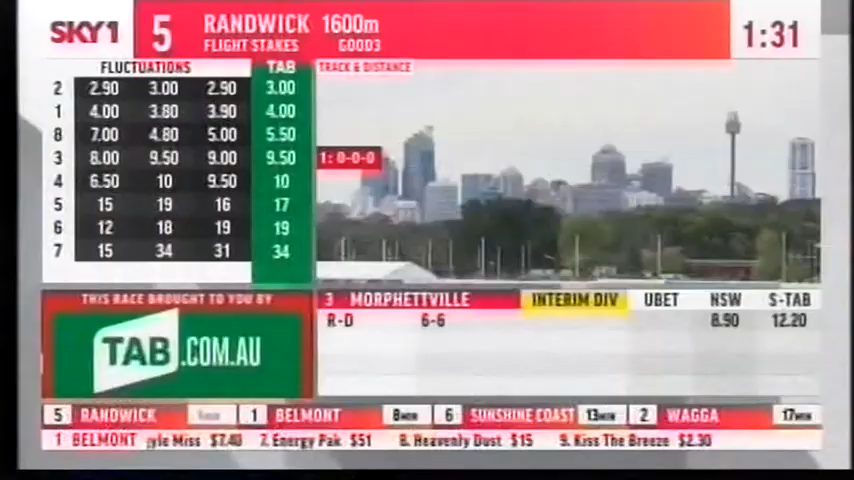 SKY1 5 RANDWICK 1600m 1:31
FLIGHT STAKES GOOD3
FLUCTUATIONS TAB TRACK & DISTANCE
2 2.90 3.00 2.90 3.00
1 4.00 3.80 3.90 4.00
8 7.00 4.80 5.00 5.50
3 8.00 9.50 9.00 9.50 1: 0-0-0
4 6.50 10 9.50 10
5 15 19 16 17
6 12 18 19 19
7 15 34 31 34
THIS RACE BROUGHT TO YOU BY
TAB.COM.AU
3 MORPHETTVILLE INTERIM DIV UBET NSW S-TAB
R-D 6-6 8.90 12.20
5 RANDWICK 1 BELMONT 8MIN 6 SUNSHINE COAST 13MIN 2 WAGGA 17MIN
1 BELMONT yle Miss $7.40 7. Energy Pak $51 8. Heavenly Dust $15 9. Kiss The Breeze $2.30